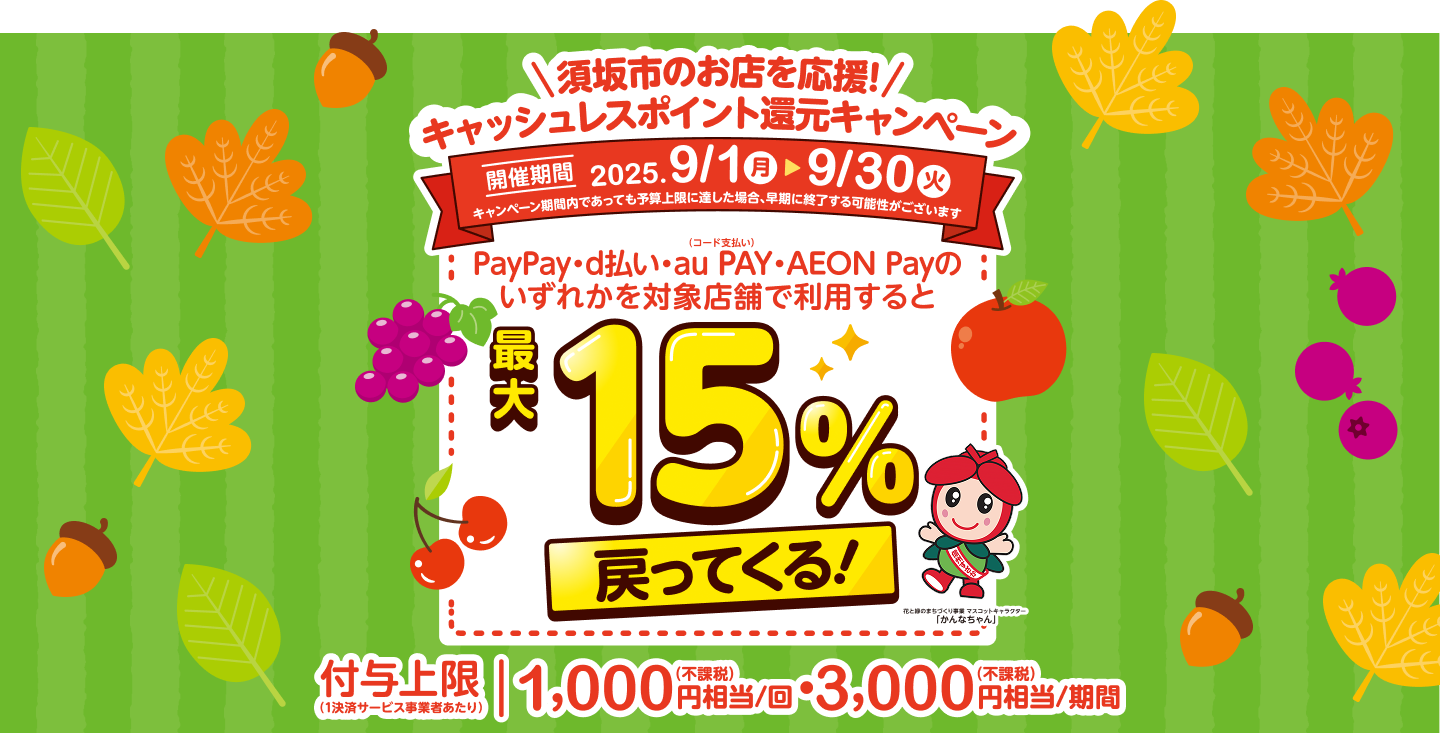 須坂市のお店を応援!
キャッシュレスポイント還元キャンペーン
開催期間 2025. 9/1月 ▶ 9/30火
キャンペーン期間内であっても予算上限に達した場合、早期に終了する可能性がございます
(コード支払い)
PayPay・d払い・au PAY・AEON Payの
いずれかを対象店舗で利用すると
最大
15%
戻ってくる!
花と緑のまちづくり事業 マスコットキャラクター
「かんなちゃん」
付与上限
(1決済サービス事業者あたり)
1,000円相当(不課税)/回・3,000円相当(不課税)/期間